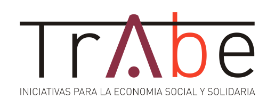 TrAbe
INICIATIVAS PARA LA ECONOMIA SOCIAL Y SOLIDARIA